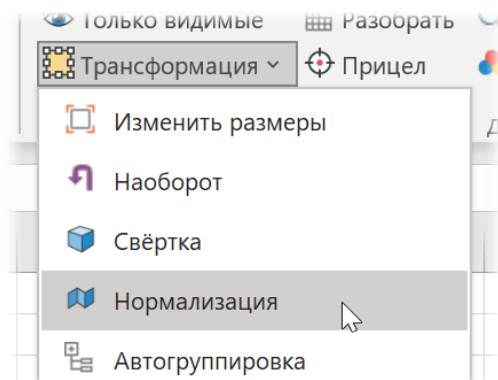 Только видимые Разобрать
Трансформация Прицел
Изменить размеры
Наоборот
Свёртка
Нормализация
Автогруппировка